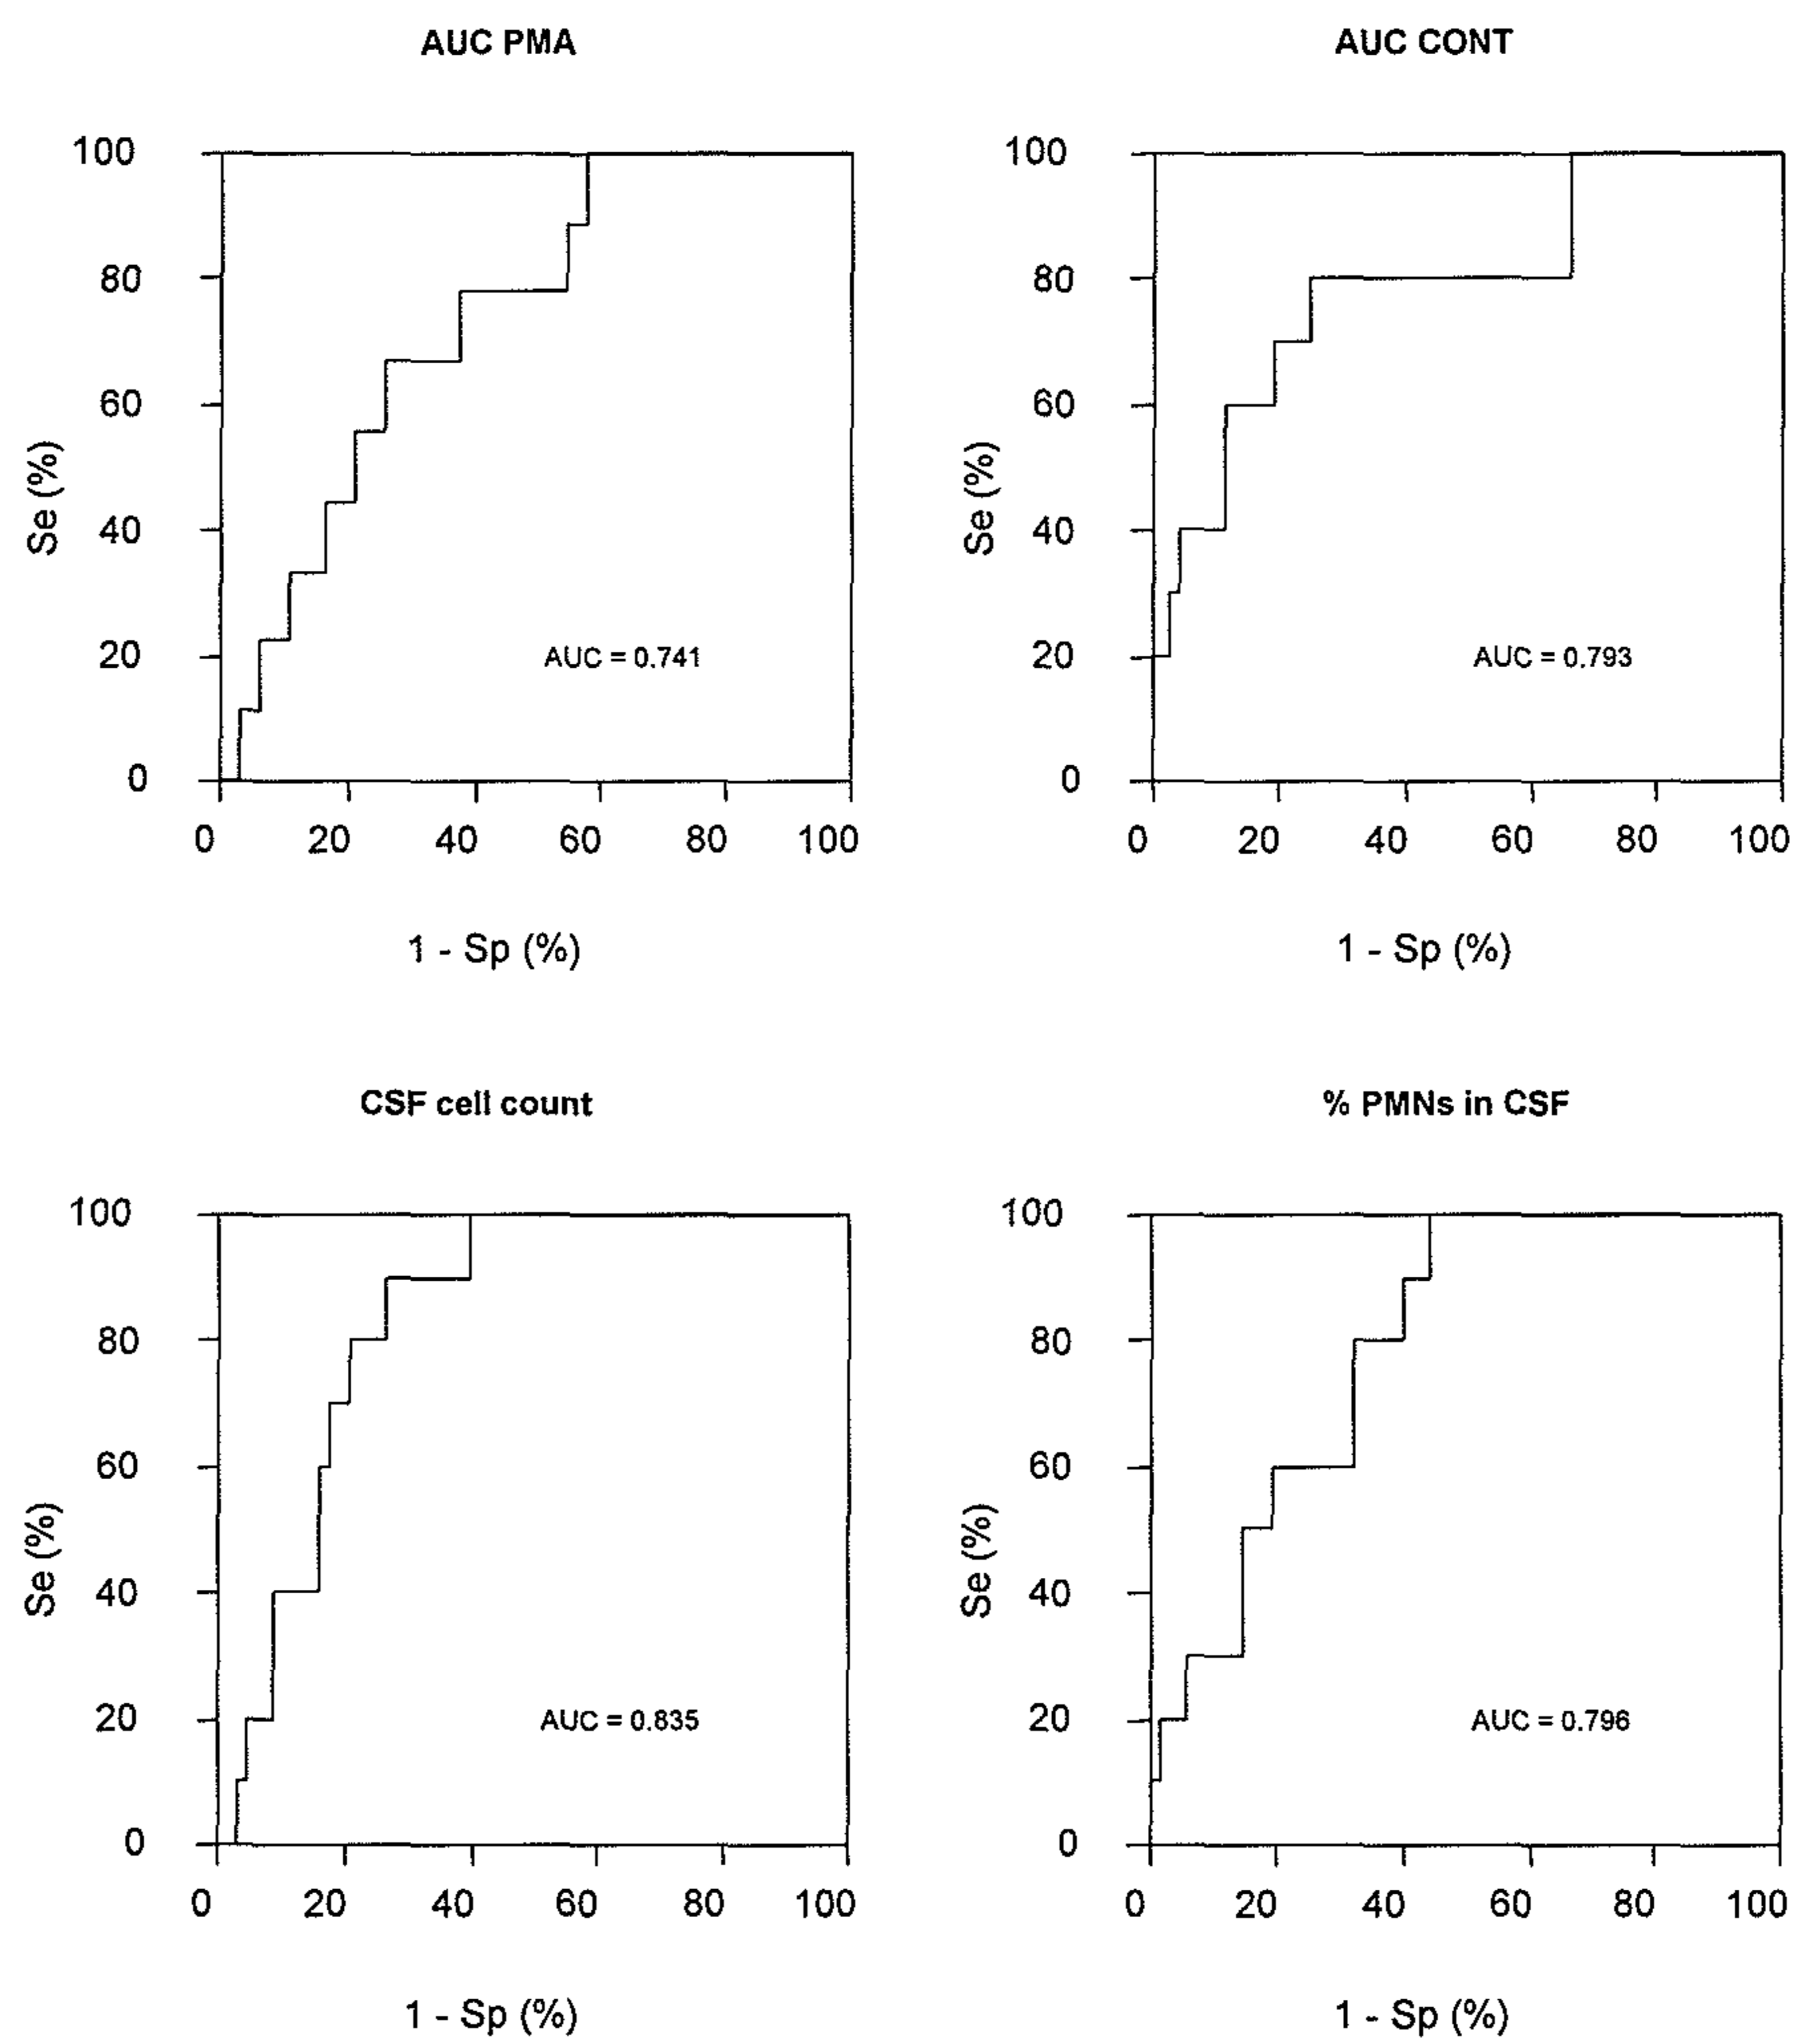 AUC PMA
100
80
60
40
20
0
Se (%)
AUC = 0.741
0 20 40 60 80 100
1 - Sp (%)
AUC CONT
100
80
60
40
20
0
Se (%)
AUC = 0.793
0 20 40 60 80 100
1 - Sp (%)
CSF cell count
100
80
60
40
20
0
Se (%)
AUC = 0.835
0 20 40 60 80 100
1 - Sp (%)
% PMNs in CSF
100
80
60
40
20
0
Se (%)
AUC = 0.796
0 20 40 60 80 100
1 - Sp (%)